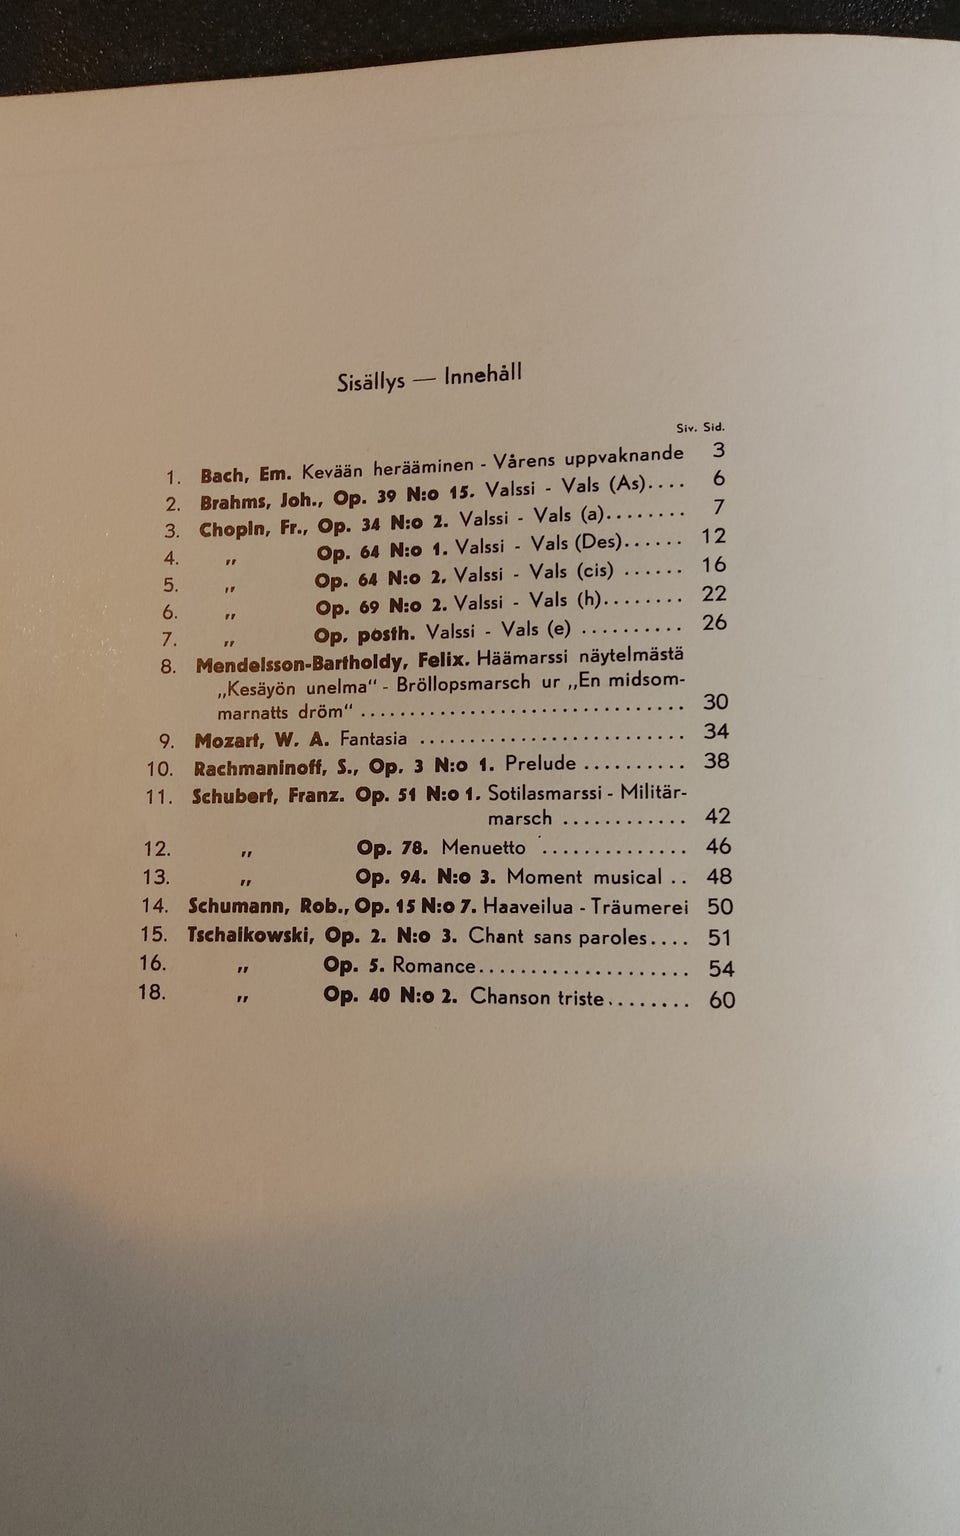 Sisällys — Innehåll
Siv. Sid.
1. Bach, Em. Kevään herääminen - Vårens uppvaknande 3
2. Brahms, Joh., Op. 39 N:o 15. Valssi - Vals (As).... 6
3. Chopin, Fr., Op. 34 N:o 2. Valssi - Vals (a)........ 7
4. „ Op. 64 N:o 1. Valssi - Vals (Des)...... 12
5. „ Op. 64 N:o 2. Valssi - Vals (cis) ...... 16
6. „ Op. 69 N:o 2. Valssi - Vals (h)........ 22
7. „ Op. posth. Valssi - Vals (e) .......... 26
8. Mendelsson-Bartholdy, Felix. Häämarssi näytelmästä
„Kesäyön unelma“ - Bröllopsmarsch ur „En midsom-
marnatts dröm“ ................................ 30
9. Mozart, W. A. Fantasia .......................... 34
10. Rachmaninoff, S., Op. 3 N:o 1. Prelude .......... 38
11. Schubert, Franz. Op. 51 N:o 1. Sotilasmarssi - Militär-
marsch ............ 42
12. „ Op. 78. Menuetto .............. 46
13. „ Op. 94. N:o 3. Moment musical .. 48
14. Schumann, Rob., Op. 15 N:o 7. Haaveilua - Träumerei 50
15. Tschaikowski, Op. 2. N:o 3. Chant sans paroles.... 51
16. „ Op. 5. Romance..................... 54
18. „ Op. 40 N:o 2. Chanson triste........ 60